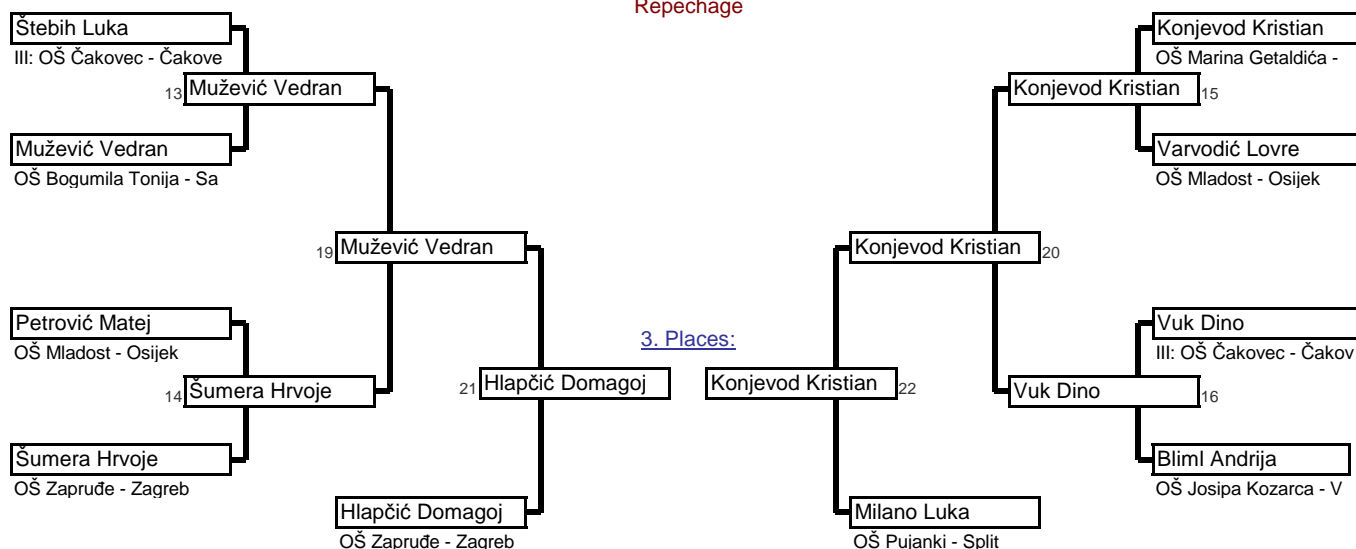 Repechage
Štebih Luka
III: OŠ Čakovec - Čakove
13 Mužević Vedran
Mužević Vedran
OŠ Bogumila Tonija - Sa
19 Mužević Vedran
Petrović Matej
OŠ Mladost - Osijek
14 Šumera Hrvoje
Šumera Hrvoje
OŠ Zapruđe - Zagreb
21 Hlapčić Domagoj
Hlapčić Domagoj
OŠ Zapruđe - Zagreb
3. Places:
Konjevod Kristian
OŠ Marina Getaldića -
Konjevod Kristian 15
Varvodić Lovre
OŠ Mladost - Osijek
Konjevod Kristian 20
Vuk Dino
III: OŠ Čakovec - Čakov
Vuk Dino 16
Bliml Andrija
OŠ Josipa Kozarca - V
Konjevod Kristian 22
Milano Luka
OŠ Pujanki - Split